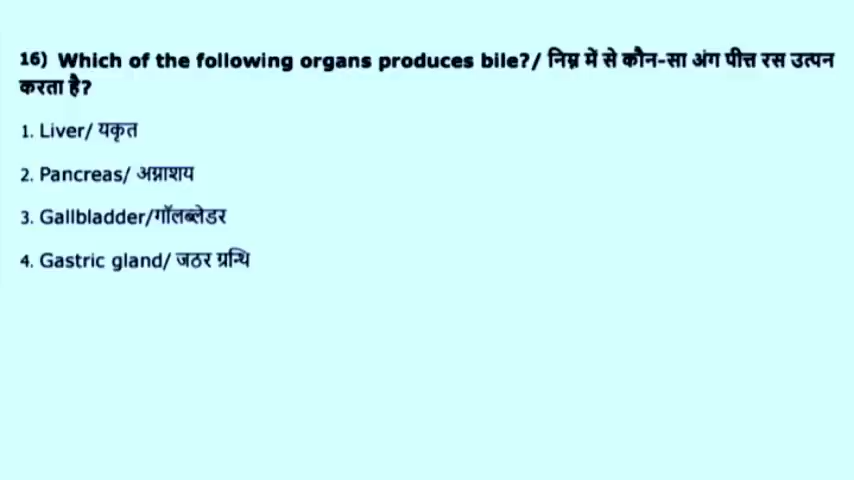 16) Which of the following organs produces bile?/ निम्न में से कौन-सा अंग पीत्त रस उत्पन
करता है?
1. Liver/ यकृत
2. Pancreas/ अग्नाशय
3. Gallbladder/गॉलब्लेडर
4. Gastric gland/ जठर ग्रन्थि